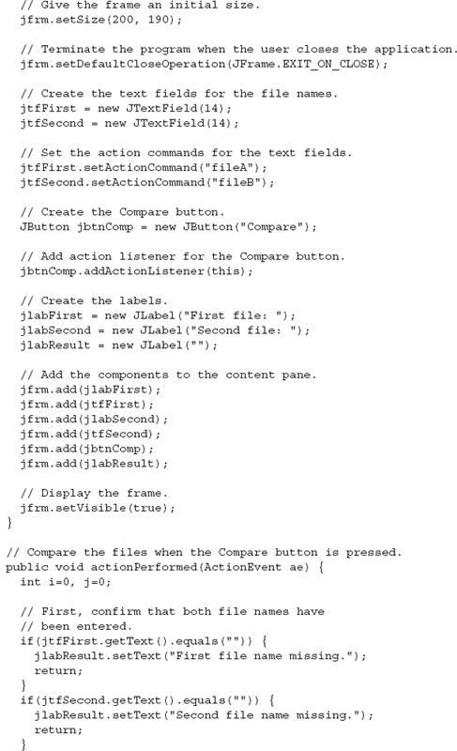 // Give the frame an initial size.
jfrm.setSize(200, 190);
// Terminate the program when the user closes the application.
jfrm.setDefaultCloseOperation(JFrame.EXIT_ON_CLOSE);
// Create the text fields for the file names.
jtfFirst = new JTextField(14);
jtfSecond = new JTextField(14);
// Set the action commands for the text fields.
jtfFirst.setActionCommand("fileA");
jtfSecond.setActionCommand("fileB");
// Create the Compare button.
JButton jbtnComp = new JButton("Compare");
// Add action listener for the Compare button.
jbtnComp.addActionListener(this);
// Create the labels.
jlabFirst = new JLabel("First file: ");
jlabSecond = new JLabel("Second file: ");
jlabResult = new JLabel("");
// Add the components to the content pane.
jfrm.add(jlabFirst);
jfrm.add(jtfFirst);
jfrm.add(jlabSecond);
jfrm.add(jtfSecond);
jfrm.add(jbtnComp);
jfrm.add(jlabResult);
// Display the frame.
jfrm.setVisible(true);
}
// Compare the files when the Compare button is pressed.
public void actionPerformed(ActionEvent ae) {
int i=0, j=0;
// First, confirm that both file names have
// been entered.
if(jtfFirst.getText().equals("")) {
jlabResult.setText("First file name missing.");
return;
}
if(jtfSecond.getText().equals("")) {
jlabResult.setText("Second file name missing.");
return;
}